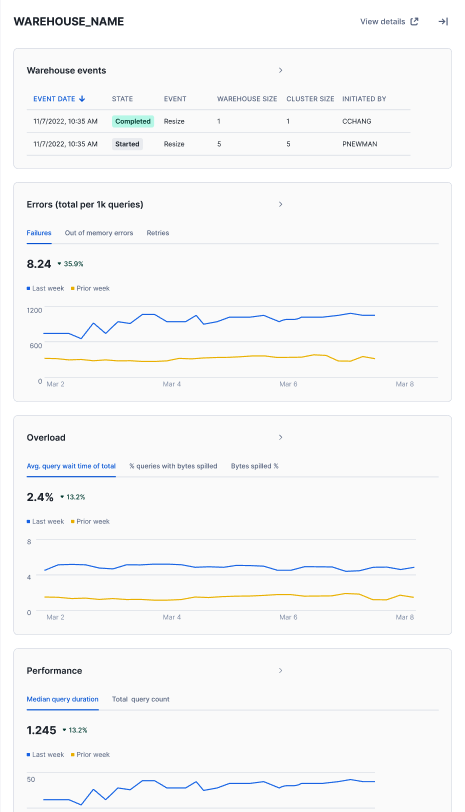 WAREHOUSE_NAME View details
Warehouse events
EVENT DATE STATE EVENT WAREHOUSE SIZE CLUSTER SIZE INITIATED BY
11/7/2022, 10:35 AM Completed Resize 1 1 CCHANG
11/7/2022, 10:35 AM Started Resize 5 5 PNEWMAN
Errors (total per 1k queries)
Failures Out of memory errors Retries
8.24 35.9%
Last week Prior week
1200
600
0
Mar 2 Mar 4 Mar 6 Mar 8
Overload
Avg. query wait time of total % queries with bytes spilled Bytes spilled %
2.4% 13.2%
Last week Prior week
8
4
0
Mar 2 Mar 4 Mar 6 Mar 8
Performance
Median query duration Total query count
1.245 13.2%
Last week Prior week
50